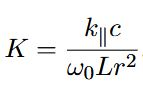 K = \frac{k_{\parallel} c}{\omega_0 L r^2}